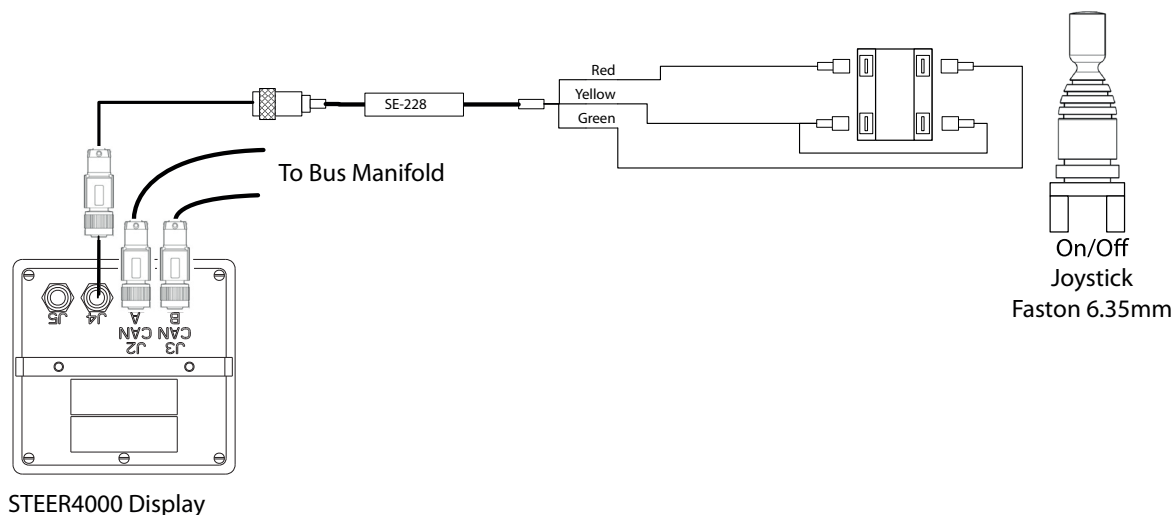 Red
SE-228
Yellow
Green
To Bus Manifold
On/Off
Joystick
Faston 6.35mm
J5
J4
A
CAN
J2
B
CAN
J3
STEER4000 Display